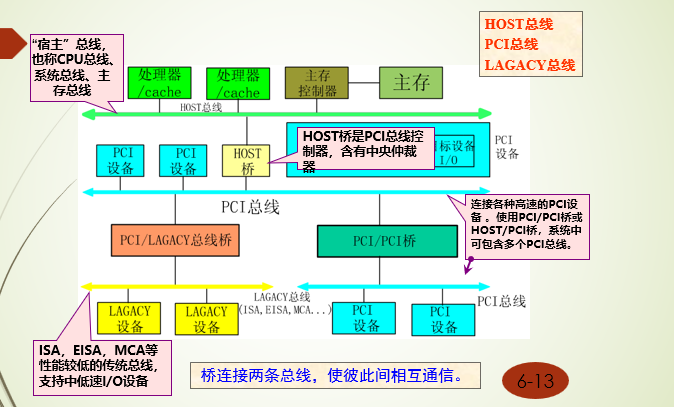 HOST总线
PCI总线
LAGACY总线
“宿主”总线，
也称CPU总线、
系统总线、主
存总线
处理器
/cache
处理器
/cache
主存
控制器
主存
HOST总线
PCI
设备
PCI
设备
HOST
桥
HOST桥是PCI总线控
制器，含有中央仲裁
器
标设备
I/O
PCI
设备
PCI总线
连接各种高速的PCI设
备 。使用PCI/PCI桥或
HOST/PCI桥，系统中
可包含多个PCI总线。
PCI/LAGACY总线桥
PCI/PCI桥
LAGACY总线
(ISA,EISA,MCA...)
PCI总线
LAGACY
设备
LAGACY
设备
PCI
设备
PCI
设备
ISA，EISA，MCA等
性能较低的传统总线，
支持中低速I/O设备
桥连接两条总线，使彼此间相互通信。
6-13